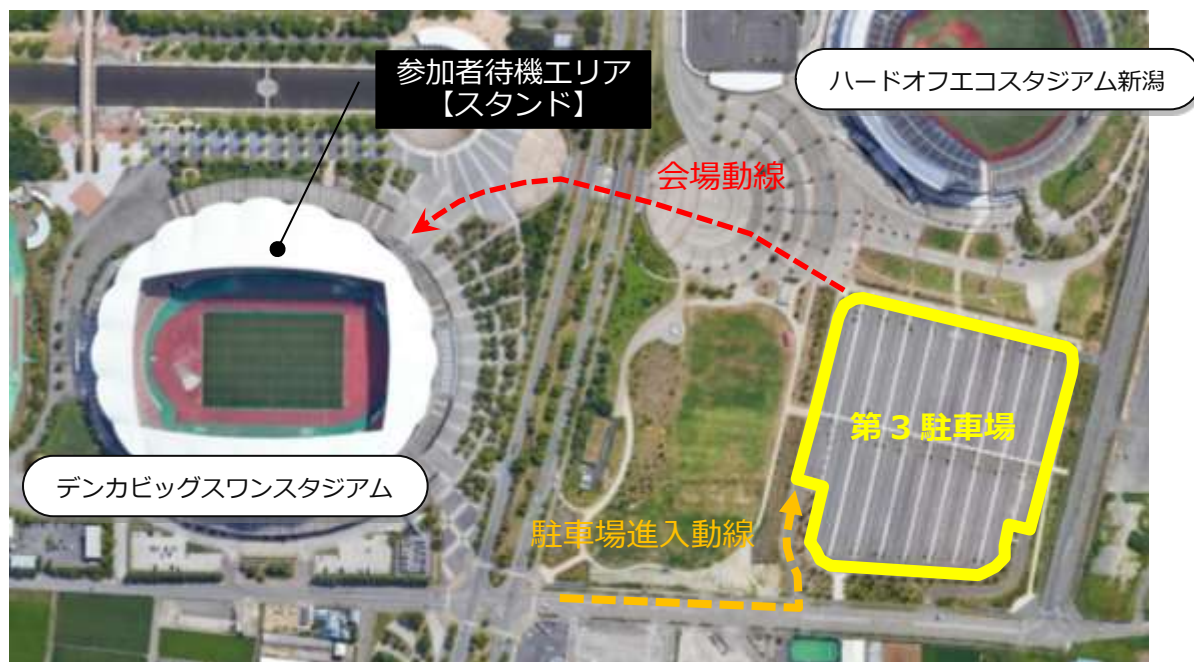 参加者待機エリア
【スタンド】
ハードオフエコスタジアム新潟
会場動線
第3駐車場
デンカビッグスワンスタジアム
駐車場進入動線